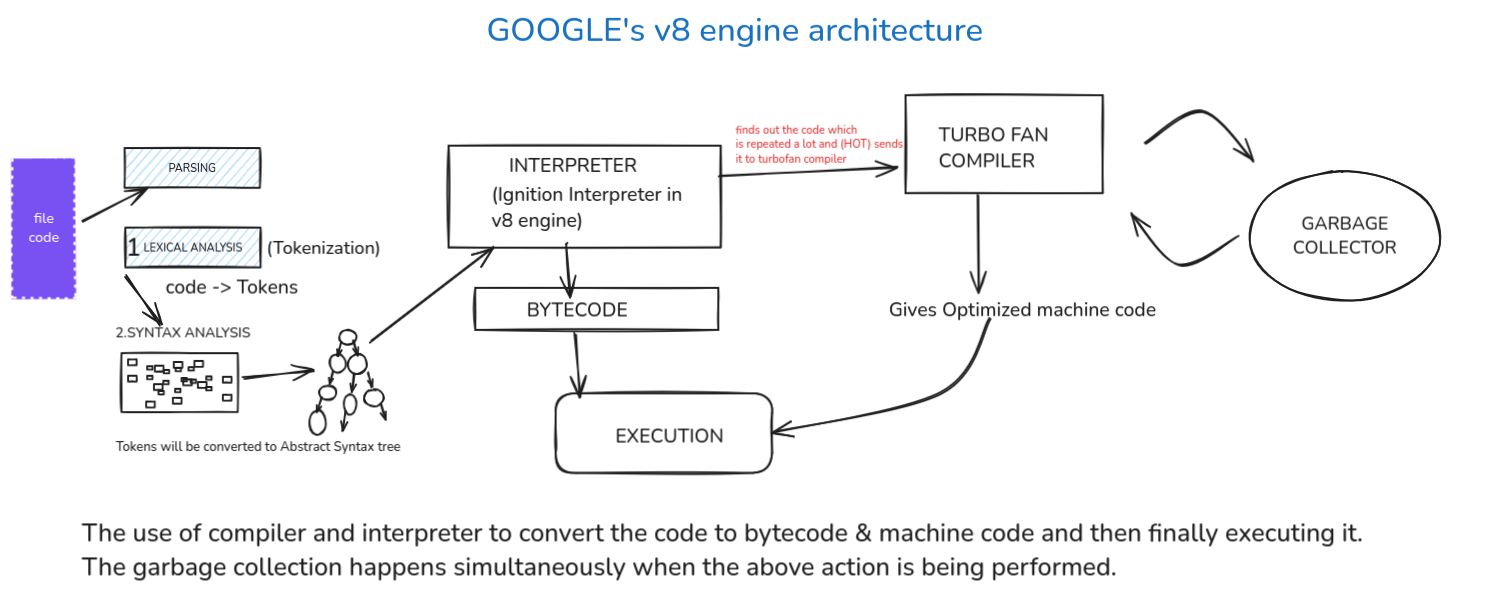 GOOGLE's v8 engine architecture
file
code
PARSING
1 LEXICAL ANALYSIS (Tokenization)
code -> Tokens
2.SYNTAX ANALYSIS
Tokens will be converted to Abstract Syntax tree
INTERPRETER
(Ignition Interpreter in
v8 engine)
BYTECODE
EXECUTION
finds out the code which
is repeated a lot and (HOT) sends
it to turbofan compiler
TURBO FAN
COMPILER
Gives Optimized machine code
GARBAGE
COLLECTOR
The use of compiler and interpreter to convert the code to bytecode & machine code and then finally executing it.
The garbage collection happens simultaneously when the above action is being performed.